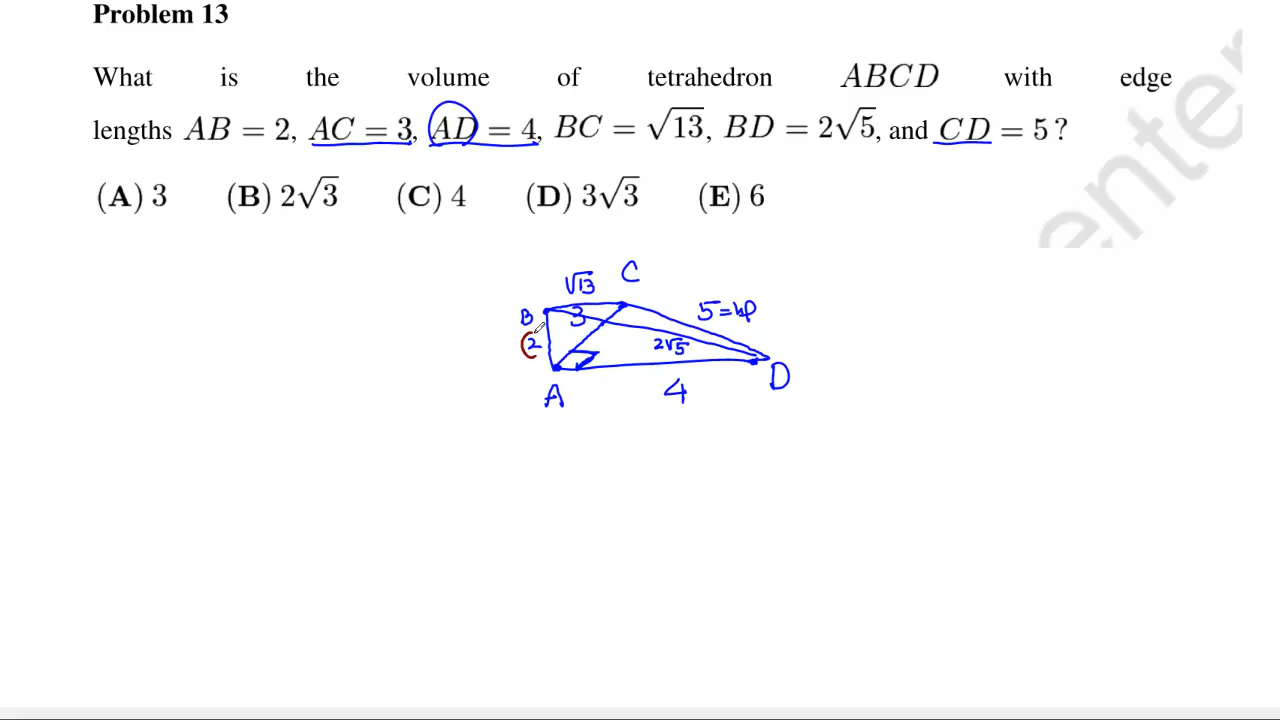 Problem 13
What is the volume of tetrahedron ABCD with edge
lengths AB = 2, AC = 3, AD = 4, BC = √13, BD = 2√5, and CD = 5 ?
(A) 3 (B) 2√3 (C) 4 (D) 3√3 (E) 6
√13 C
B 3 5 = hp
2 2√5
A 4 D